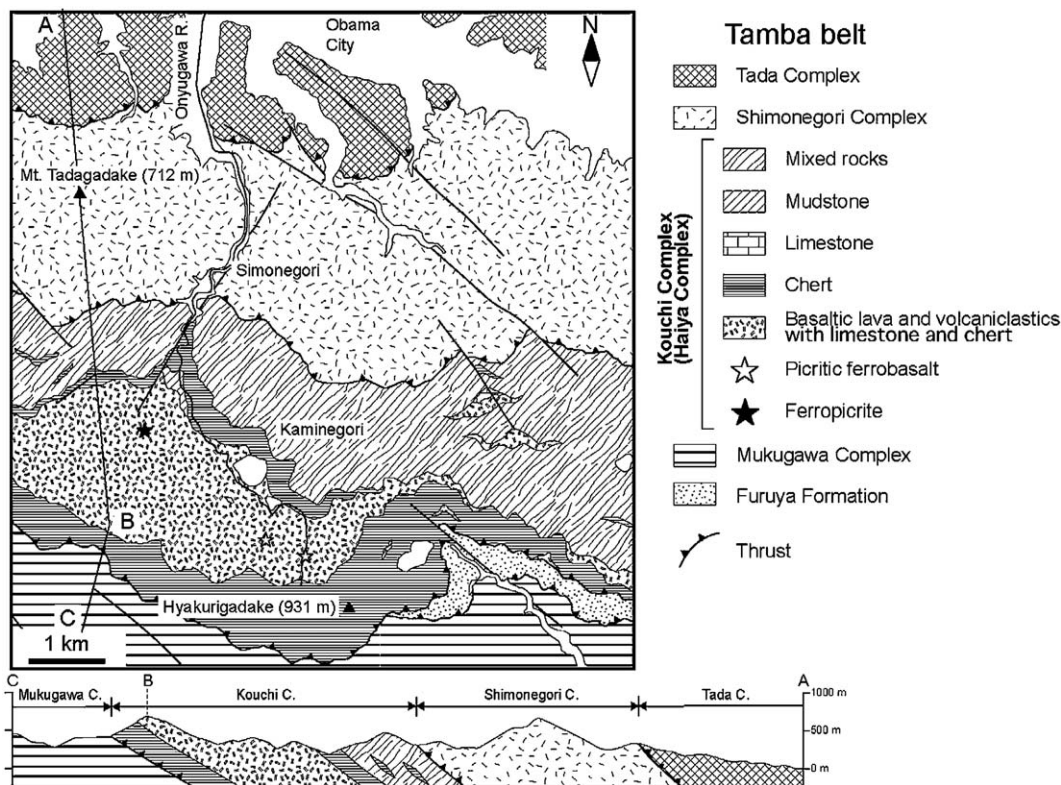 A
Onyugawa R.
Obama
City
N
Mt. Tadagadake (712 m)
Simonegori
Kaminegori
B
Hyakurigadake (931 m)
C
1 km
Tamba belt
Tada Complex
Shimonegori Complex
Kouchi Complex
(Haiya Complex)
Mixed rocks
Mudstone
Limestone
Chert
Basaltic lava and volcaniclastics
with limestone and chert
Picritic ferrobasalt
Ferropicrite
Mukugawa Complex
Furuya Formation
Thrust
C
B
A
Mukugawa C.
Kouchi C.
Shimonegori C.
Tada C.
1000 m
500 m
0 m